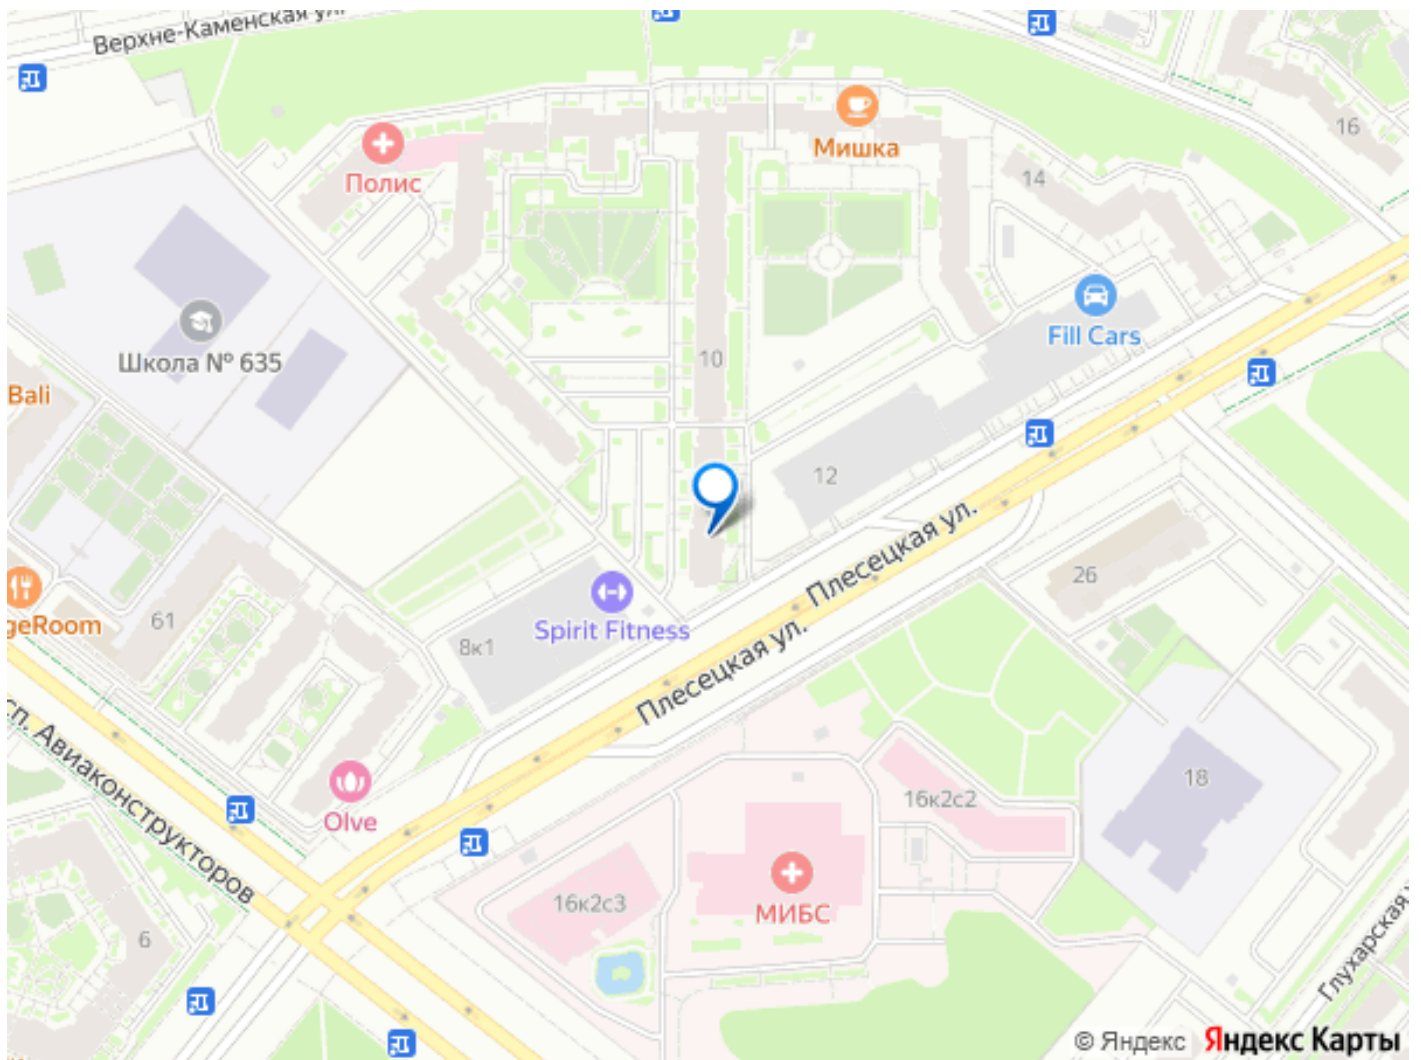 Верхне-Каменская ул.
16
Мишка
Полис
14
Fill Cars
Школа № 635
10
Bali
12
Плесецкая ул.
26
geRoom
61
Spirit Fitness
8к1
Плесецкая ул.
сп. Авиаконструкторов
18
16к2с2
Olve
16к2с3
МИБС
6
Глухарская
© Яндекс Яндекс Карты